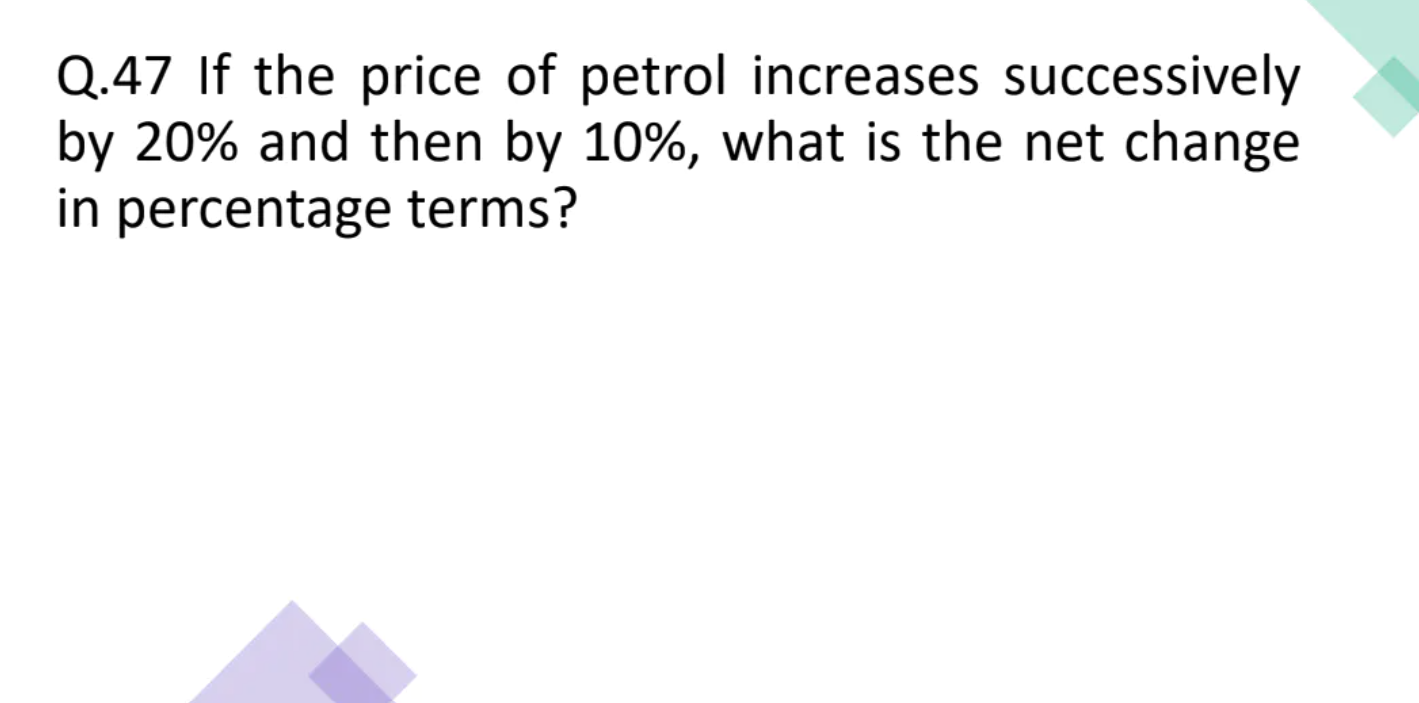 Q.47 If the price of petrol increases successively
by 20% and then by 10%, what is the net change
in percentage terms?